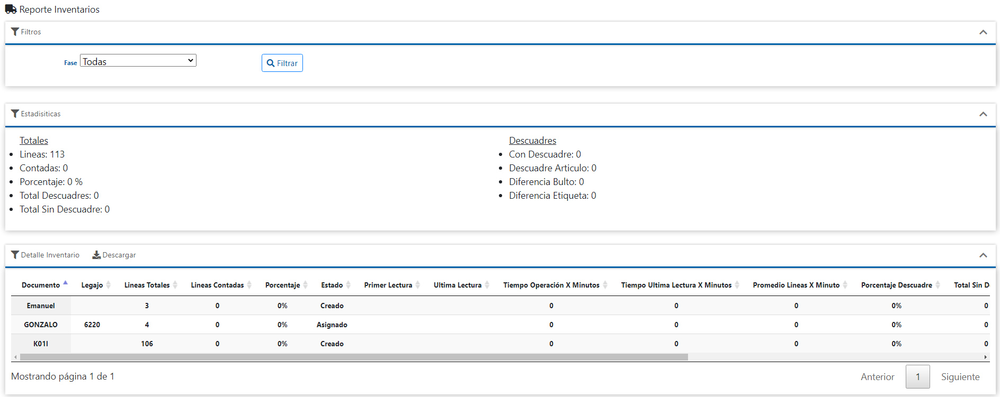 Reporte Inventarios
Filtros
Fase Todas Filtrar
Estadisiticas
Totales
Lineas: 113
Contadas: 0
Porcentaje: 0 %
Total Descuadres: 0
Total Sin Descuadre: 0
Descuadres
Con Descuadre: 0
Descuadre Articulo: 0
Diferencia Bulto: 0
Diferencia Etiqueta: 0
Detalle Inventario Descargar
Documento Legajo Lineas Totales Lineas Contadas Porcentaje Estado Primer Lectura Ultima Lectura Tiempo Operación X Minutos Tiempo Ultima Lectura X Minutos Promedio Lineas X Minuto Porcentaje Descuadre Total Sin D
Emanuel 3 0 0% Creado 0 0 0 0% 0
GONZALO 6220 4 0 0% Asignado 0 0 0 0% 0
K01I 106 0 0% Creado 0 0 0 0% 0
Mostrando página 1 de 1
Anterior 1 Siguiente